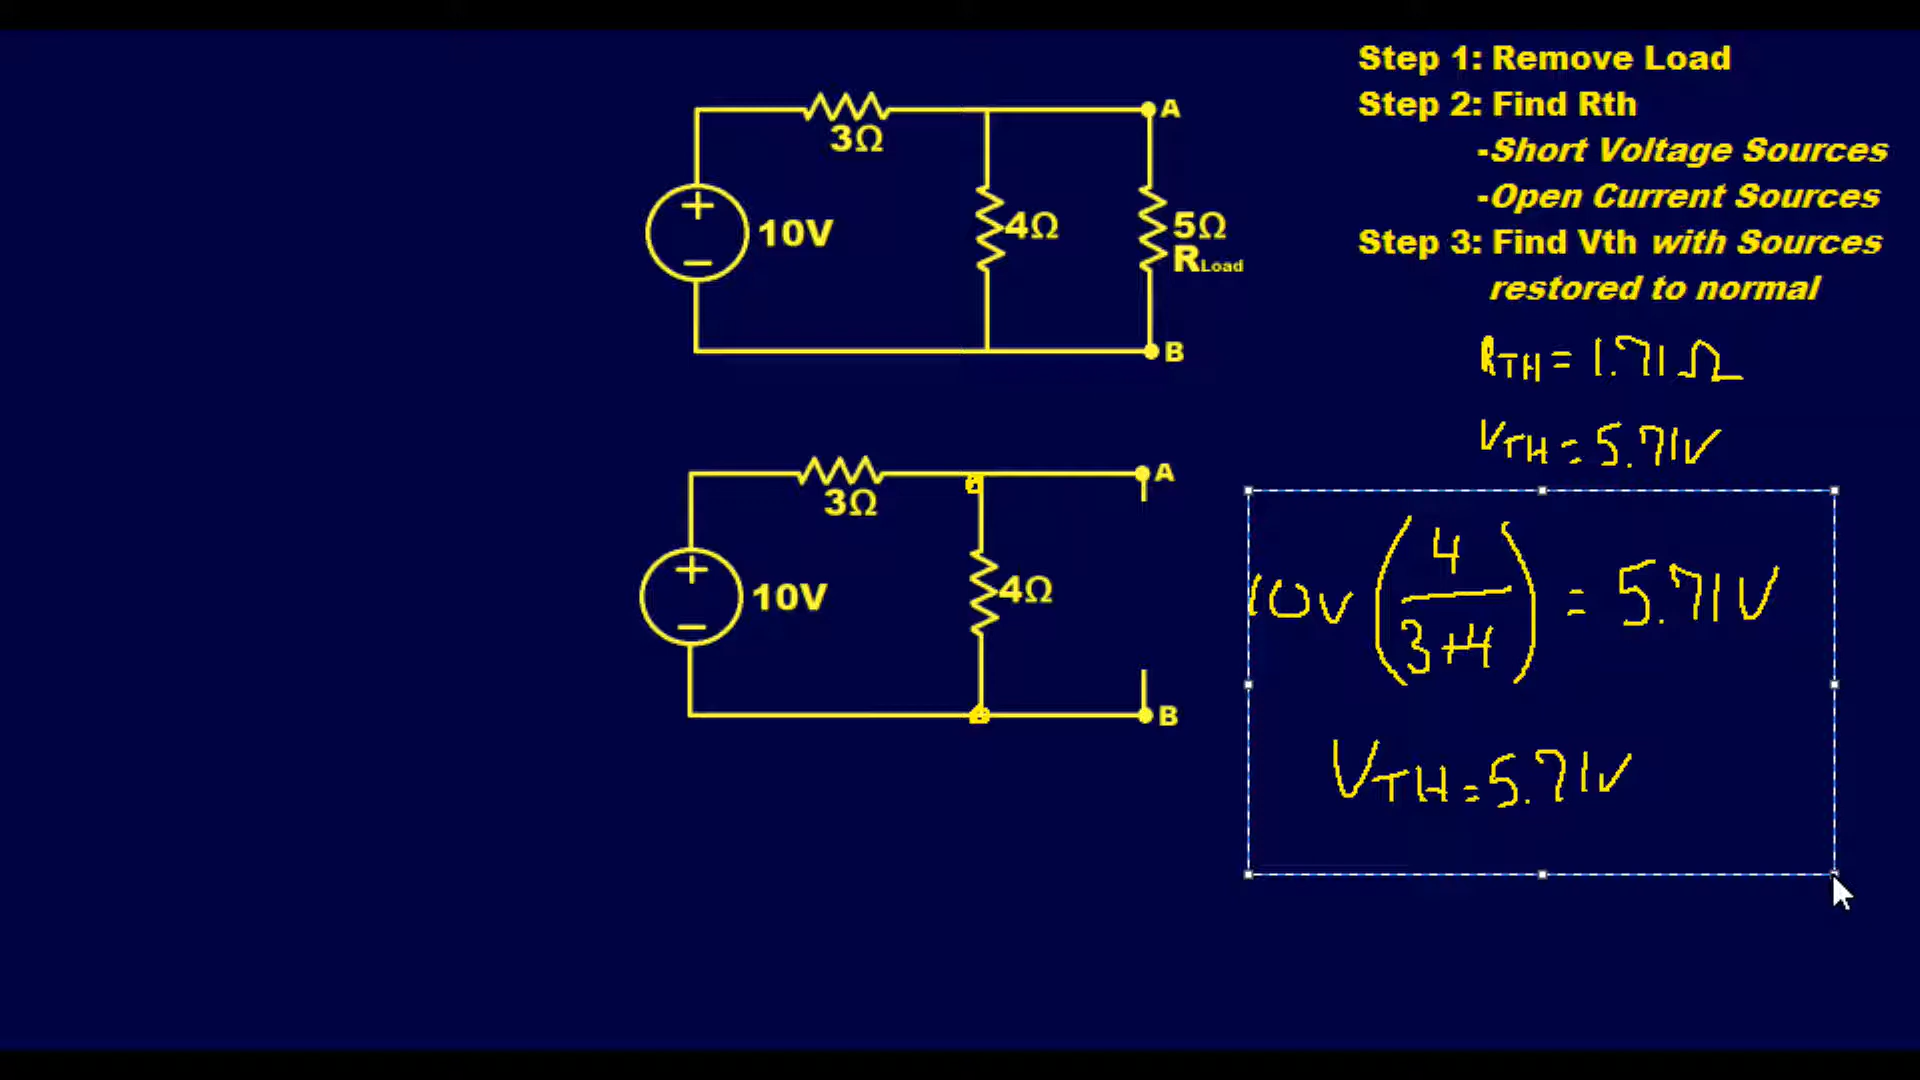 Step 1: Remove Load
Step 2: Find Rth
-Short Voltage Sources
-Open Current Sources
Step 3: Find Vth with Sources
restored to normal
3Ω
A
+
10V
−
4Ω
5Ω
RLoad
B
RTH = 1.71Ω
VTH = 5.71V
3Ω
A
+
10V
−
4Ω
B
10V (4/3+4) = 5.71V
VTH = 5.71V